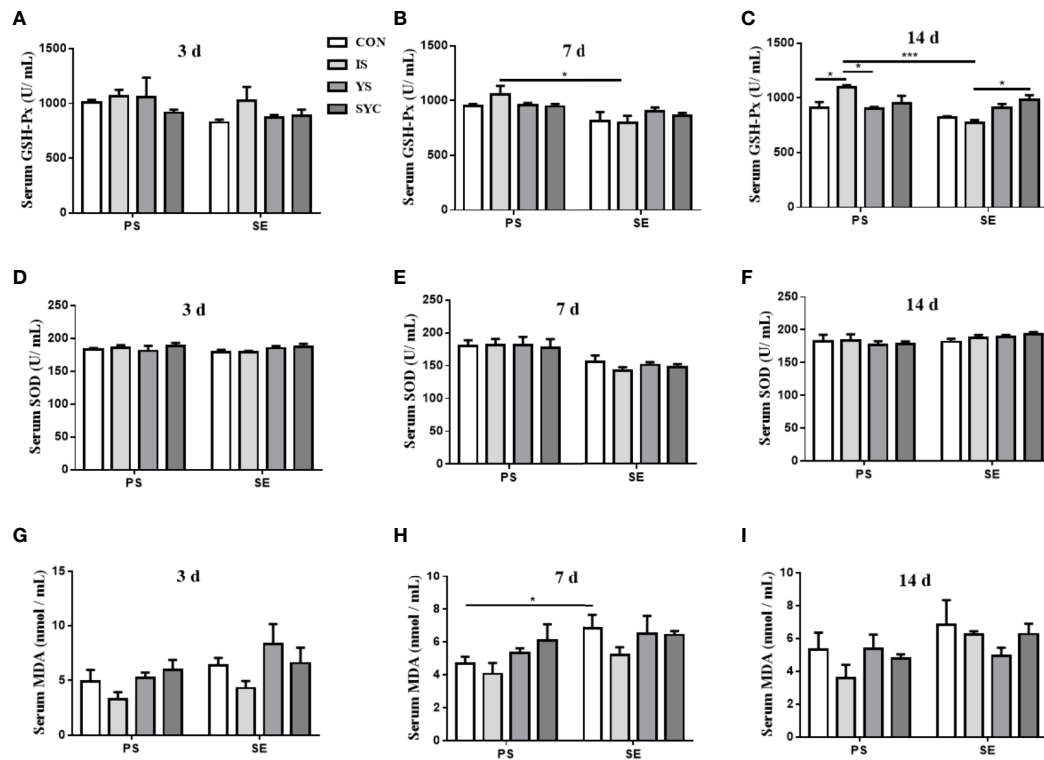 A
3 d
Serum GSH-Px (U/ mL)
1500
1000
500
0
PS
SE
CON
IS
YS
SYC
B
7 d
Serum GSH-Px (U/ mL)
1500
1000
500
0
*
PS
SE
C
14 d
Serum GSH-Px (U/ mL)
1500
1000
500
0
***
*
*
*
PS
SE
D
3 d
Serum SOD (U/ mL)
250
200
150
100
50
0
PS
SE
E
7 d
Serum SOD (U/ mL)
250
200
150
100
50
0
PS
SE
F
14 d
Serum SOD (U/ mL)
250
200
150
100
50
0
PS
SE
G
3 d
Serum MDA (nmol / mL)
15
10
5
0
PS
SE
H
7 d
Serum MDA (nmol / mL)
10
8
6
4
2
0
*
PS
SE
I
14 d
Serum MDA (nmol / mL)
10
8
6
4
2
0
PS
SE